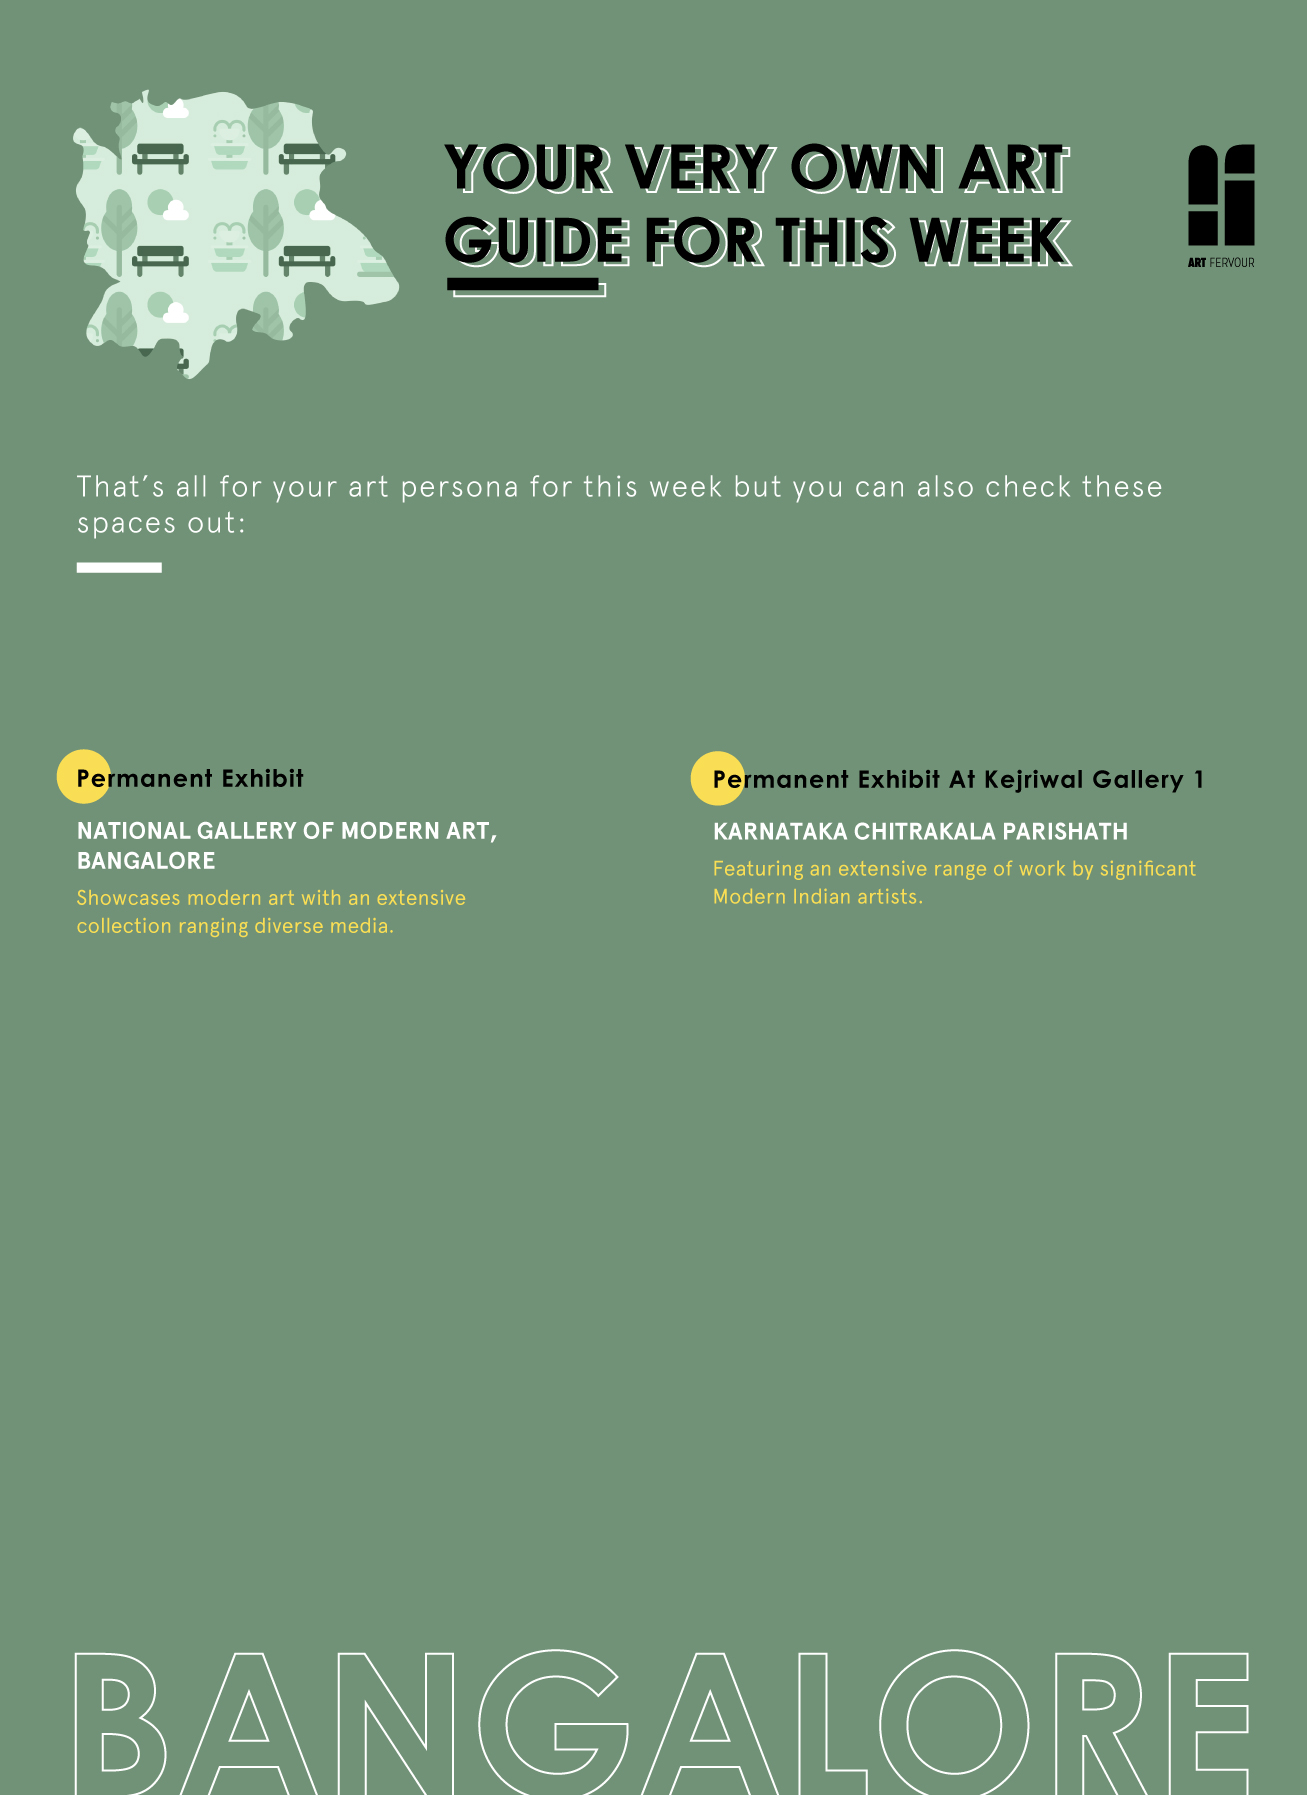 YOUR VERY OWN ART
GUIDE FOR THIS WEEK
ART FERVOUR
That’s all for your art persona for this week but you can also check these
spaces out:
Permanent Exhibit
NATIONAL GALLERY OF MODERN ART,
BANGALORE
Showcases modern art with an extensive
collection ranging diverse media.
Permanent Exhibit At Kejriwal Gallery 1
KARNATAKA CHITRAKALA PARISHATH
Featuring an extensive range of work by significant
Modern Indian artists.
BANGALORE